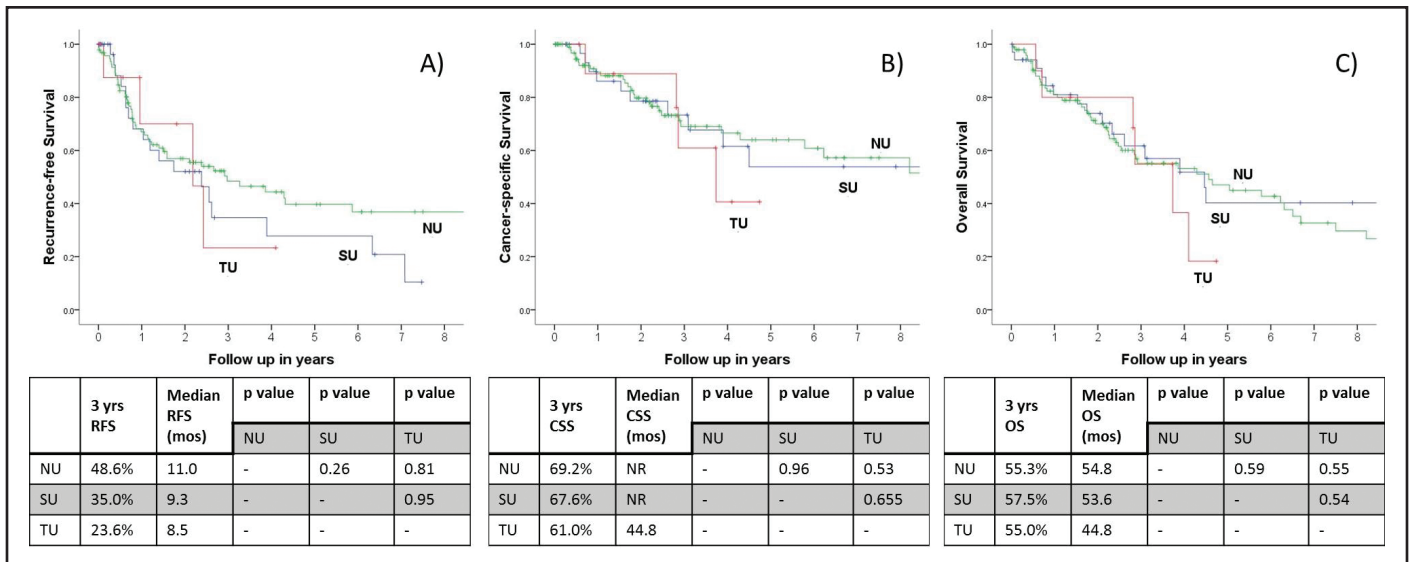 A)
1.0
0.8
0.6
0.4
0.2
0.0
Recurrence-free Survival
NU
SU
TU
0 1 2 3 4 5 6 7 8
Follow up in years
B)
1.0
0.8
0.6
0.4
0.2
0.0
Cancer-specific Survival
NU
SU
TU
0 1 2 3 4 5 6 7 8
Follow up in years
C)
1.0
0.8
0.6
0.4
0.2
0.0
Overall Survival
NU
SU
TU
0 1 2 3 4 5 6 7 8
Follow up in years
3 yrs RFS Median RFS (mos) p value p value p value
NU SU TU
NU 48.6% 11.0 - 0.26 0.81
SU 35.0% 9.3 - - 0.95
TU 23.6% 8.5 - - -
3 yrs CSS Median CSS (mos) p value p value p value
NU SU TU
NU 69.2% NR - 0.96 0.53
SU 67.6% NR - - 0.655
TU 61.0% 44.8 - - -
3 yrs OS Median OS (mos) p value p value p value
NU SU TU
NU 55.3% 54.8 - 0.59 0.55
SU 57.5% 53.6 - - 0.54
TU 55.0% 44.8 - - -